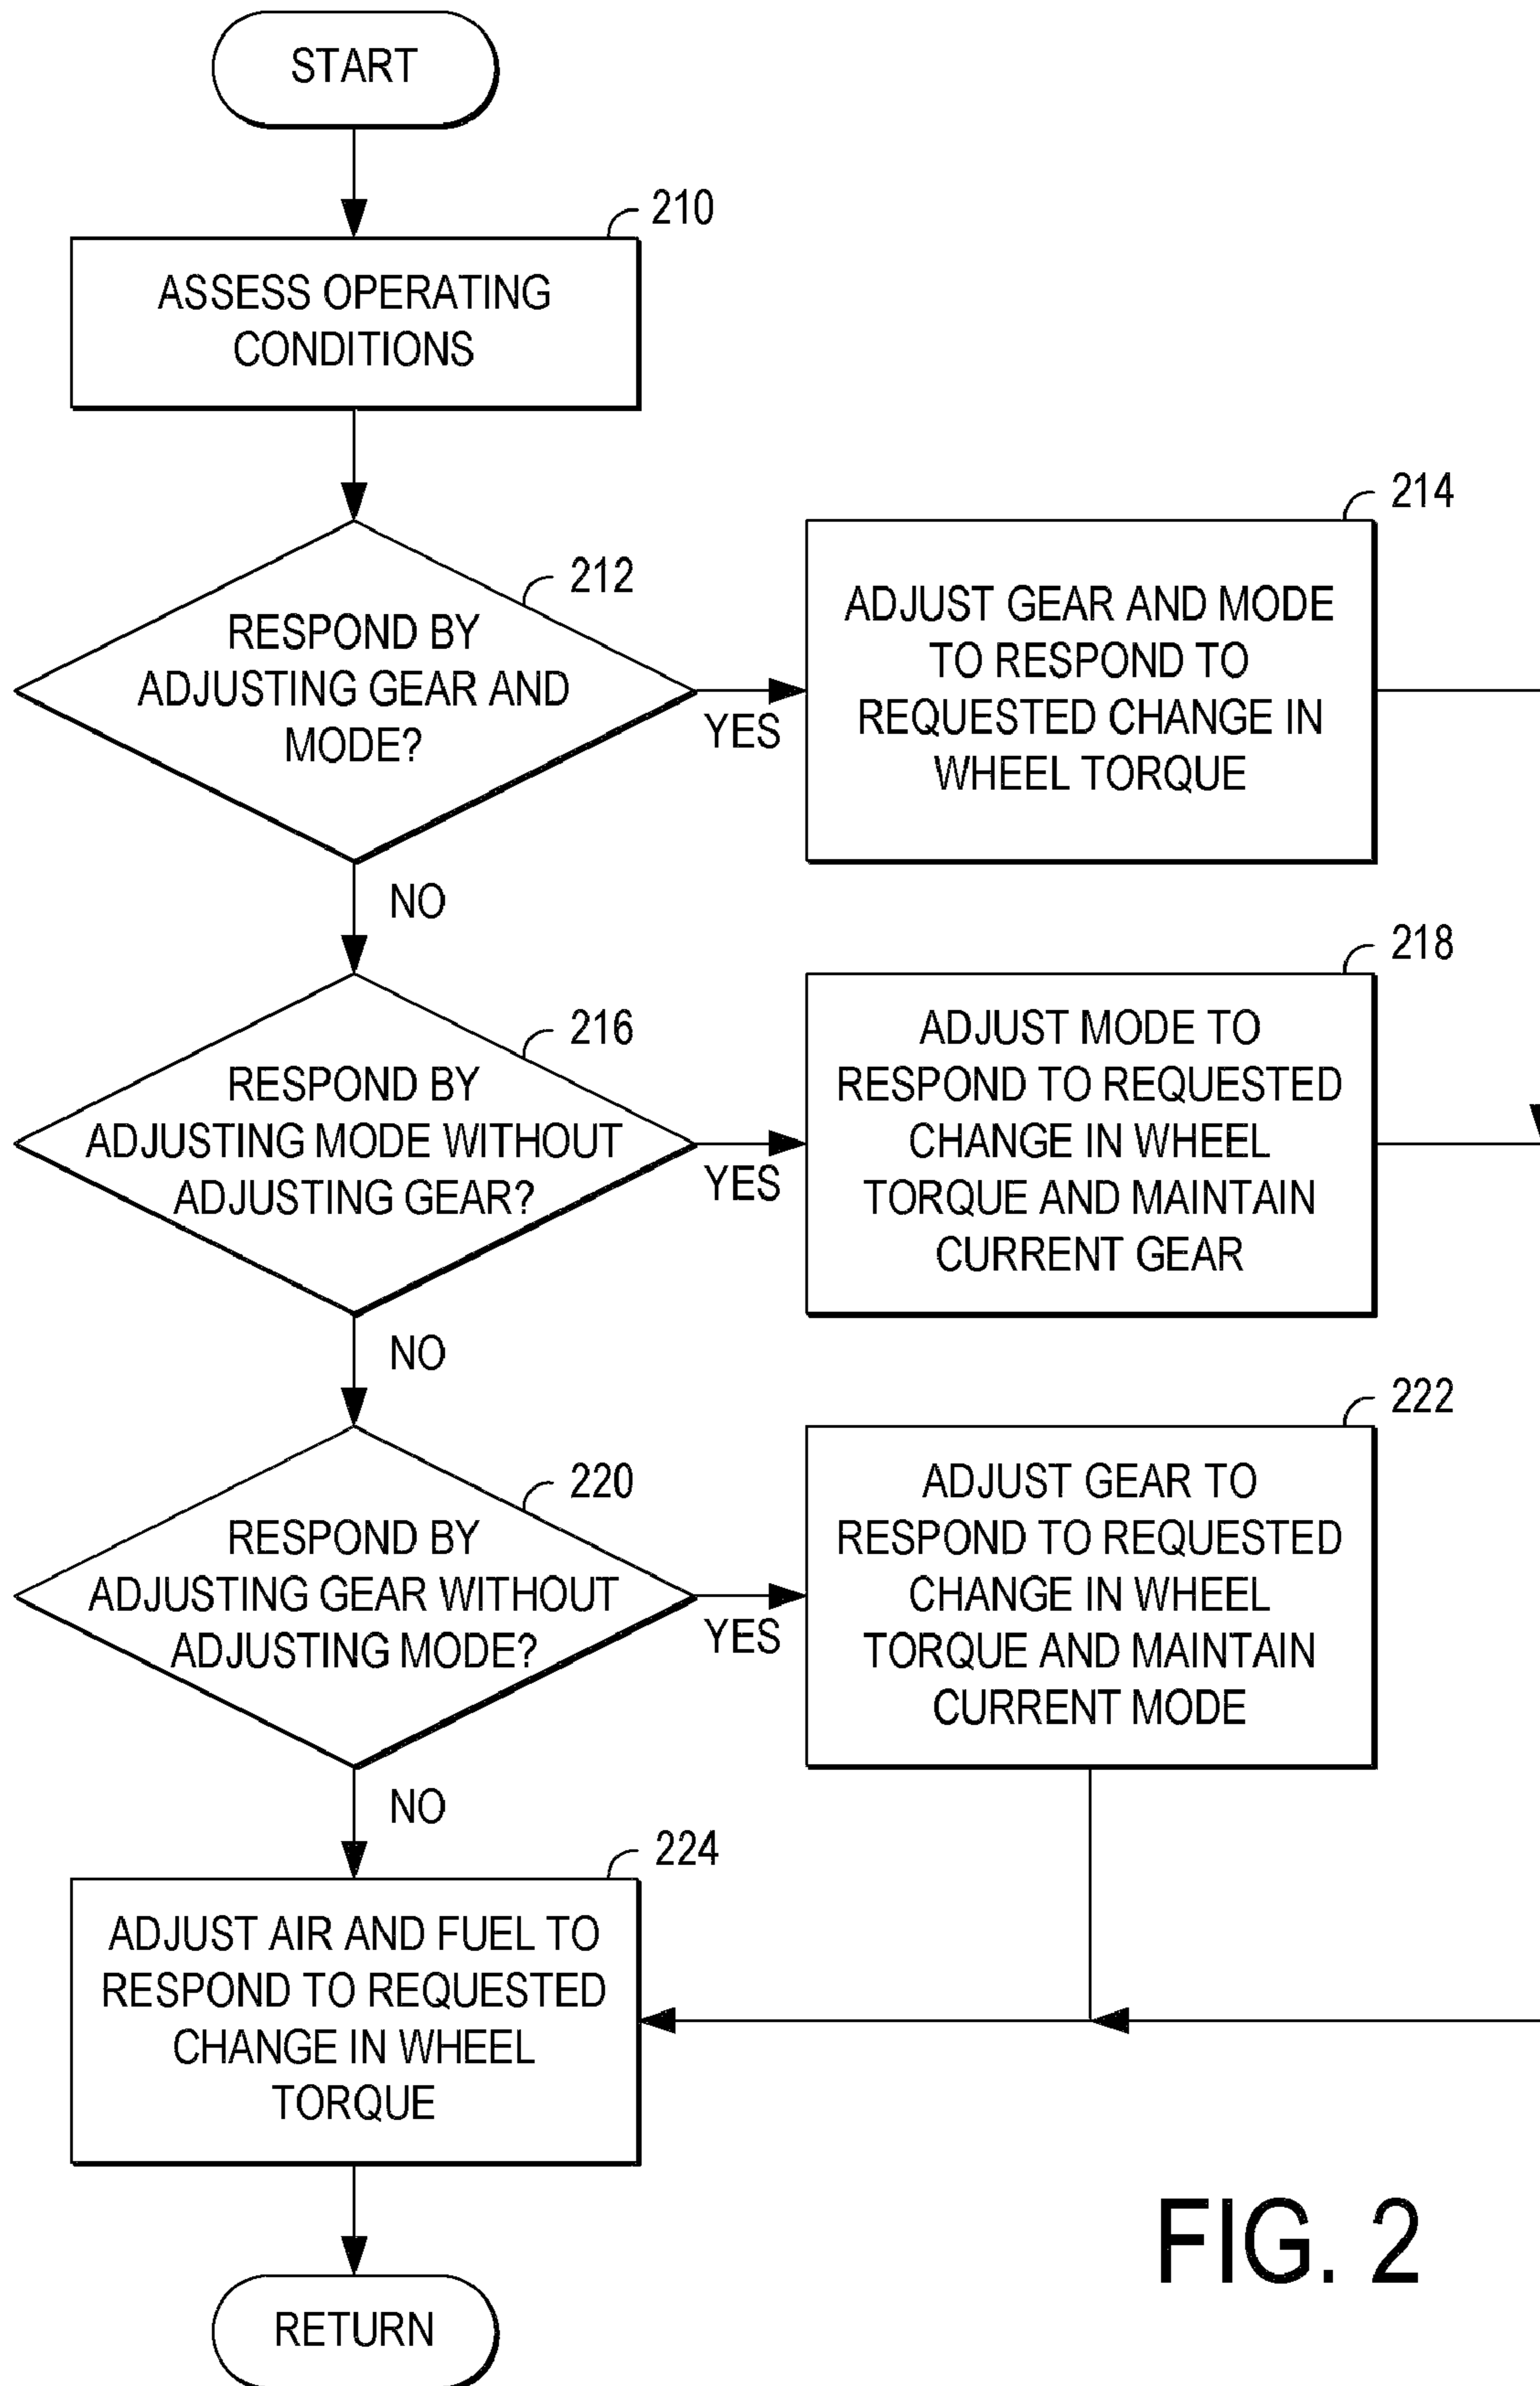 START
210
ASSESS OPERATING
CONDITIONS
212
RESPOND BY
ADJUSTING GEAR AND
MODE?
YES
NO
214
ADJUST GEAR AND MODE
TO RESPOND TO
REQUESTED CHANGE IN
WHEEL TORQUE
216
RESPOND BY
ADJUSTING MODE WITHOUT
ADJUSTING GEAR?
YES
NO
218
ADJUST MODE TO
RESPOND TO REQUESTED
CHANGE IN WHEEL
TORQUE AND MAINTAIN
CURRENT GEAR
220
RESPOND BY
ADJUSTING GEAR WITHOUT
ADJUSTING MODE?
YES
NO
222
ADJUST GEAR TO
RESPOND TO REQUESTED
CHANGE IN WHEEL
TORQUE AND MAINTAIN
CURRENT MODE
224
ADJUST AIR AND FUEL TO
RESPOND TO REQUESTED
CHANGE IN WHEEL
TORQUE
RETURN
FIG. 2